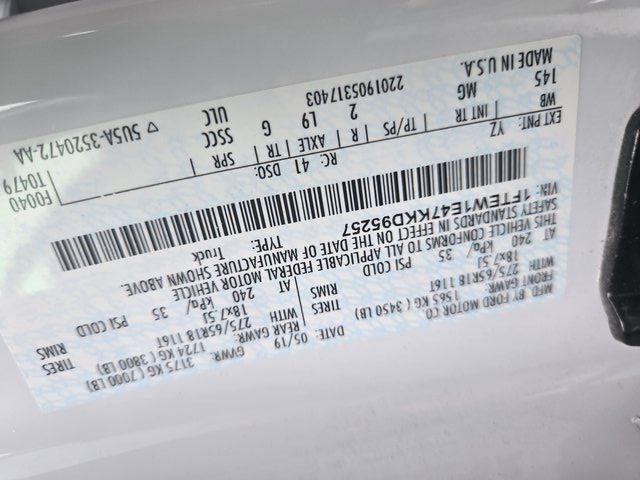 MFD. BY FORD MOTOR CO.
DATE: 05/19 GVWR: 3175 KG ( 7000 LB)
FRONT GAWR: 1565 KG ( 3450 LB) REAR GAWR: 1724 KG ( 3800 LB)
WITH 275/65R18 116T TIRES WITH 275/65R18 116T TIRES
18x7.5J RIMS 18x7.5J RIMS
AT 240 kPa/ 35 PSI COLD AT 240 kPa/ 35 PSI COLD
THIS VEHICLE CONFORMS TO ALL APPLICABLE FEDERAL MOTOR VEHICLE
SAFETY STANDARDS IN EFFECT ON THE DATE OF MANUFACTURE SHOWN ABOVE.
VIN: 1FTEW1E47KKD95257 TYPE: Truck
F0040
T0479
EXT PNT: YZ RC: 41 DSO:
WB INT TR TP/PS R AXLE TR SPR
145 MG 2 L9 G SSCC
ULC
MADE IN U.S.A. 2201905317403 5U5A-3520472-AA